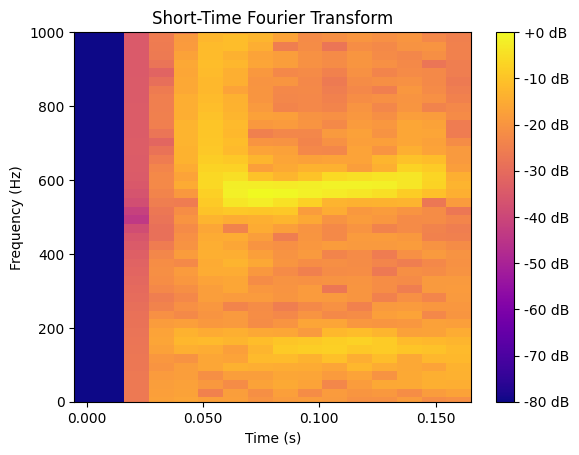 Short-Time Fourier Transform
1000
800
600
400
200
0
Frequency (Hz)
0.000
0.050
0.100
0.150
Time (s)
+0 dB
-10 dB
-20 dB
-30 dB
-40 dB
-50 dB
-60 dB
-70 dB
-80 dB